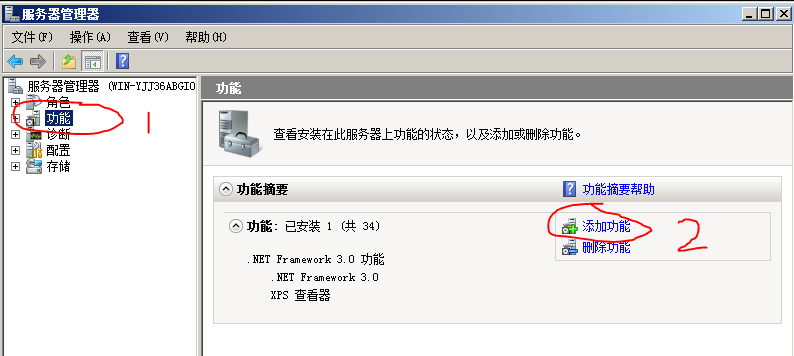 服务器管理器
文件(F) 操作(A) 查看(V) 帮助(H)
服务器管理器 (WIN-YJJ36ABGIO
角色
功能
诊断
配置
存储
1
功能
查看安装在此服务器上功能的状态，以及添加或删除功能。
功能摘要
功能摘要帮助
功能: 已安装 1 (共 34)
添加功能
删除功能
2
.NET Framework 3.0 功能
.NET Framework 3.0
XPS 查看器